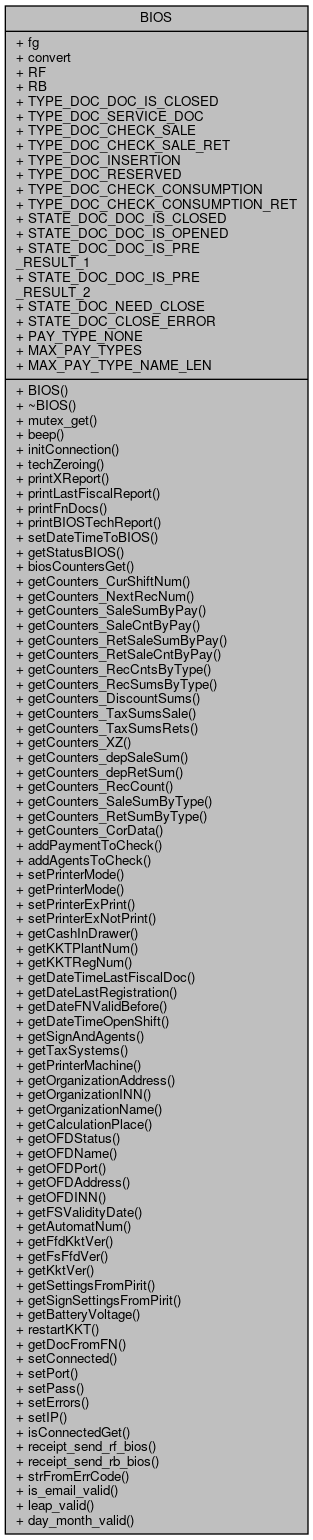 BIOS
+ fg
+ convert
+ RF
+ RB
+ TYPE_DOC_DOC_IS_CLOSED
+ TYPE_DOC_SERVICE_DOC
+ TYPE_DOC_CHECK_SALE
+ TYPE_DOC_CHECK_SALE_RET
+ TYPE_DOC_INSERTION
+ TYPE_DOC_RESERVED
+ TYPE_DOC_CHECK_CONSUMPTION
+ TYPE_DOC_CHECK_CONSUMPTION_RET
+ STATE_DOC_DOC_IS_CLOSED
+ STATE_DOC_DOC_IS_OPENED
+ STATE_DOC_DOC_IS_PRE
_RESULT_1
+ STATE_DOC_DOC_IS_PRE
_RESULT_2
+ STATE_DOC_NEED_CLOSE
+ STATE_DOC_CLOSE_ERROR
+ PAY_TYPE_NONE
+ MAX_PAY_TYPES
+ MAX_PAY_TYPE_NAME_LEN
+ BIOS()
+ ~BIOS()
+ mutex_get()
+ beep()
+ initConnection()
+ techZeroing()
+ printXReport()
+ printLastFiscalReport()
+ printFnDocs()
+ printBIOSTechReport()
+ setDateTimeToBIOS()
+ getStatusBIOS()
+ biosCountersGet()
+ getCounters_CurShiftNum()
+ getCounters_NextRecNum()
+ getCounters_SaleSumByPay()
+ getCounters_SaleCntByPay()
+ getCounters_RetSaleSumByPay()
+ getCounters_RetSaleCntByPay()
+ getCounters_RecCntsByType()
+ getCounters_RecSumsByType()
+ getCounters_DiscountSums()
+ getCounters_TaxSumsSale()
+ getCounters_TaxSumsRets()
+ getCounters_XZ()
+ getCounters_depSaleSum()
+ getCounters_depRetSum()
+ getCounters_RecCount()
+ getCounters_SaleSumByType()
+ getCounters_RetSumByType()
+ getCounters_CorData()
+ addPaymentToCheck()
+ addAgentsToCheck()
+ setPrinterMode()
+ getPrinterMode()
+ setPrinterExPrint()
+ setPrinterExNotPrint()
+ getCashInDrawer()
+ getKKTPlantNum()
+ getKKTRegNum()
+ getDateTimeLastFiscalDoc()
+ getDateLastRegistration()
+ getDateFNValidBefore()
+ getDateTimeOpenShift()
+ getSignAndAgents()
+ getTaxSystems()
+ getPrinterMachine()
+ getOrganizationAddress()
+ getOrganizationINN()
+ getOrganizationName()
+ getCalculationPlace()
+ getOFDStatus()
+ getOFDName()
+ getOFDPort()
+ getOFDAddress()
+ getOFDINN()
+ getFSValidityDate()
+ getAutomatNum()
+ getFfdKktVer()
+ getFsFfdVer()
+ getKktVer()
+ getSettingsFromPirit()
+ getSignSettingsFromPirit()
+ getBatteryVoltage()
+ restartKKT()
+ getDocFromFN()
+ setConnected()
+ setPort()
+ setPass()
+ setErrors()
+ setIP()
+ isConnectedGet()
+ receipt_send_rf_bios()
+ receipt_send_rb_bios()
+ strFromErrCode()
+ is_email_valid()
+ leap_valid()
+ day_month_valid()